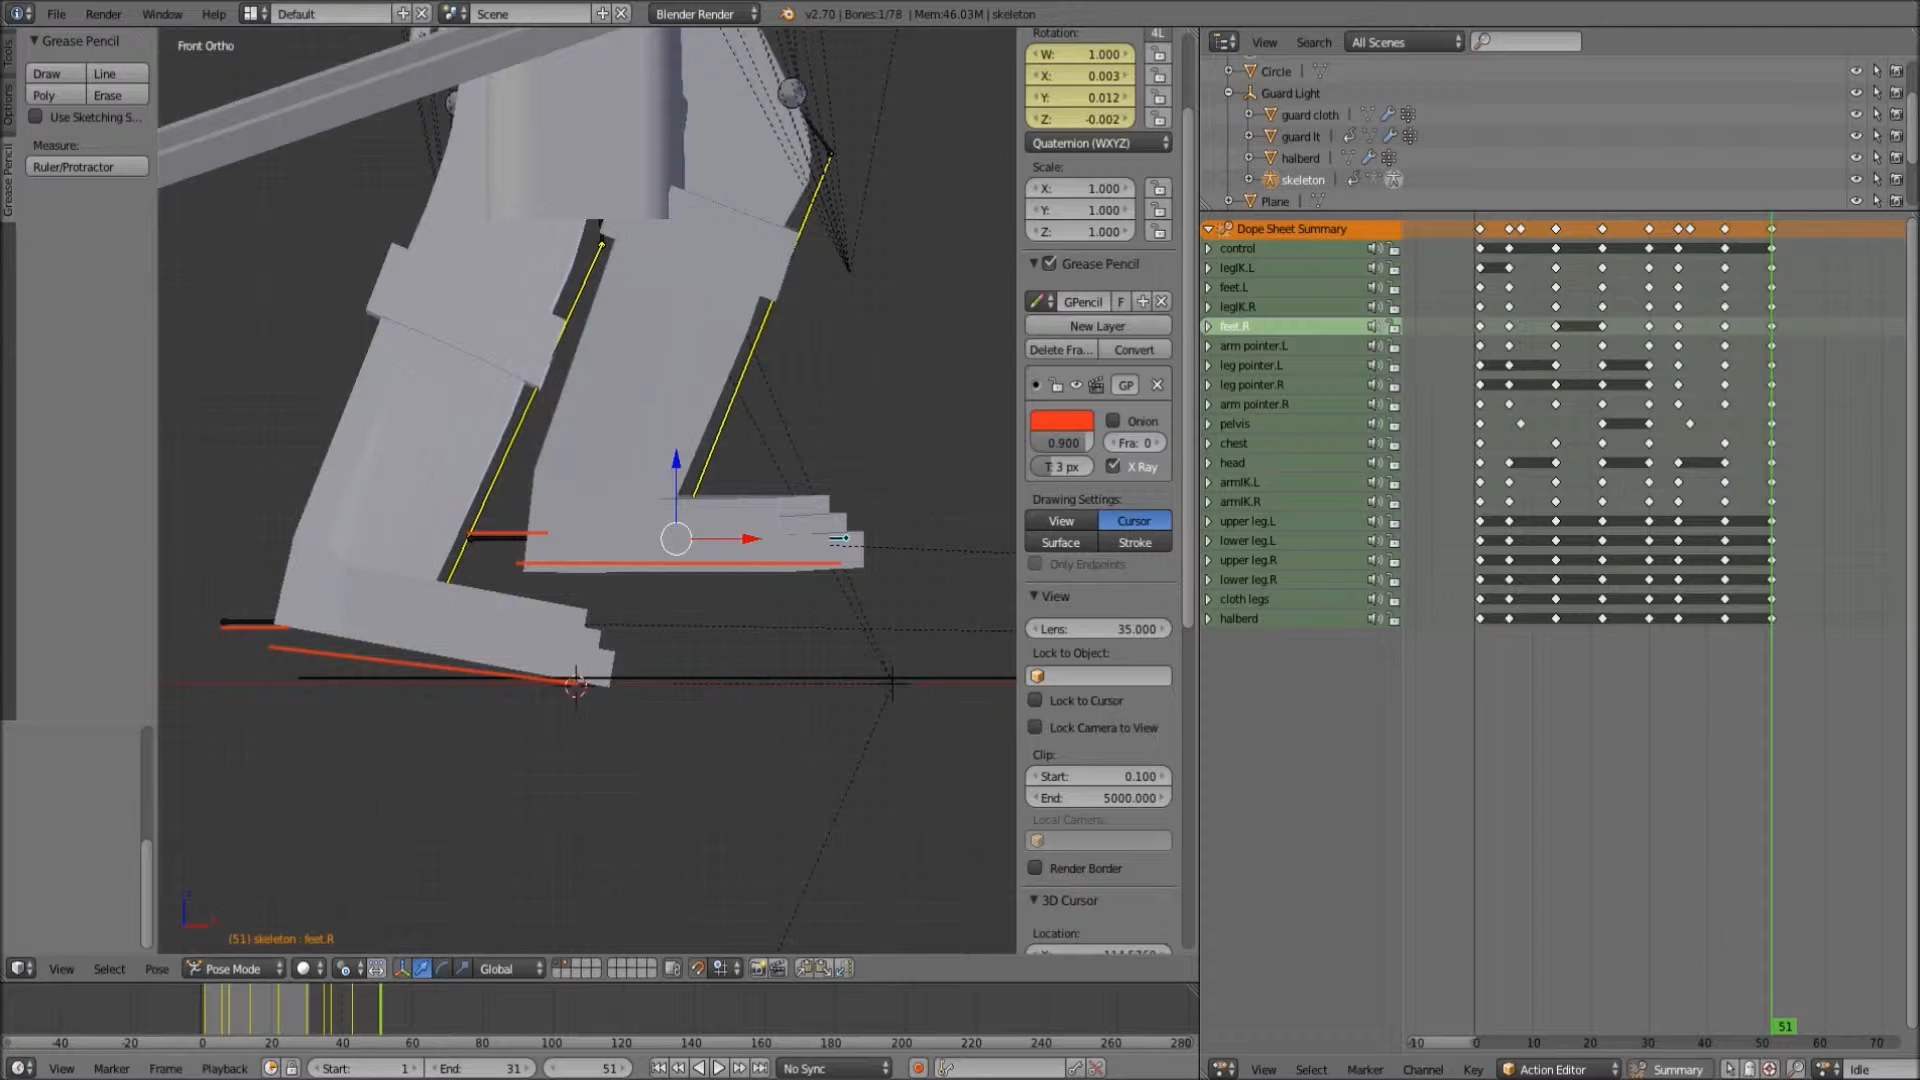 File Render Window Help Default Scene Blender Render v2.70 | Bones:1/78 | Mem:46.03M | skeleton
Tools
Options
Grease Pencil
Grease Pencil
Draw Line
Poly Erase
Use Sketching S...
Measure:
Ruler/Protractor
Front Ortho
(51) skeleton : feet.R
Rotation: 4L
W: 1.000
X: 0.003
Y: 0.012
Z: -0.002
Quaternion (WXYZ)
Scale:
X: 1.000
Y: 1.000
Z: 1.000
Grease Pencil
GPencil F
New Layer
Delete Fra... Convert
GP
Onion
0.900 Fra: 0
T: 3 px X Ray
Drawing Settings:
View Cursor
Surface Stroke
Only Endpoints
View
Lens: 35.000
Lock to Object:
Lock to Cursor
Lock Camera to View
Clip:
Start: 0.100
End: 5000.000
Local Camera:
Render Border
3D Cursor
Location:
View Search All Scenes
Circle
Guard Light
guard cloth
guard lt
halberd
skeleton
Plane
Dope Sheet Summary
control
legIK.L
feet.L
legIK.R
feet.R
arm pointer.L
leg pointer.L
leg pointer.R
arm pointer.R
pelvis
chest
head
armIK.L
armIK.R
upper leg.L
lower leg.L
upper leg.R
lower leg.R
cloth legs
halberd
51
-10 0 10 20 30 40 50 60 70
View Select Marker Channel Key Action Editor Summary Idle
View Select Pose Pose Mode Global
-40 -20 0 20 40 60 80 100 120 140 160 180 200 220 240 260 280
View Marker Frame Playback Start: 1 End: 31 51 No Sync